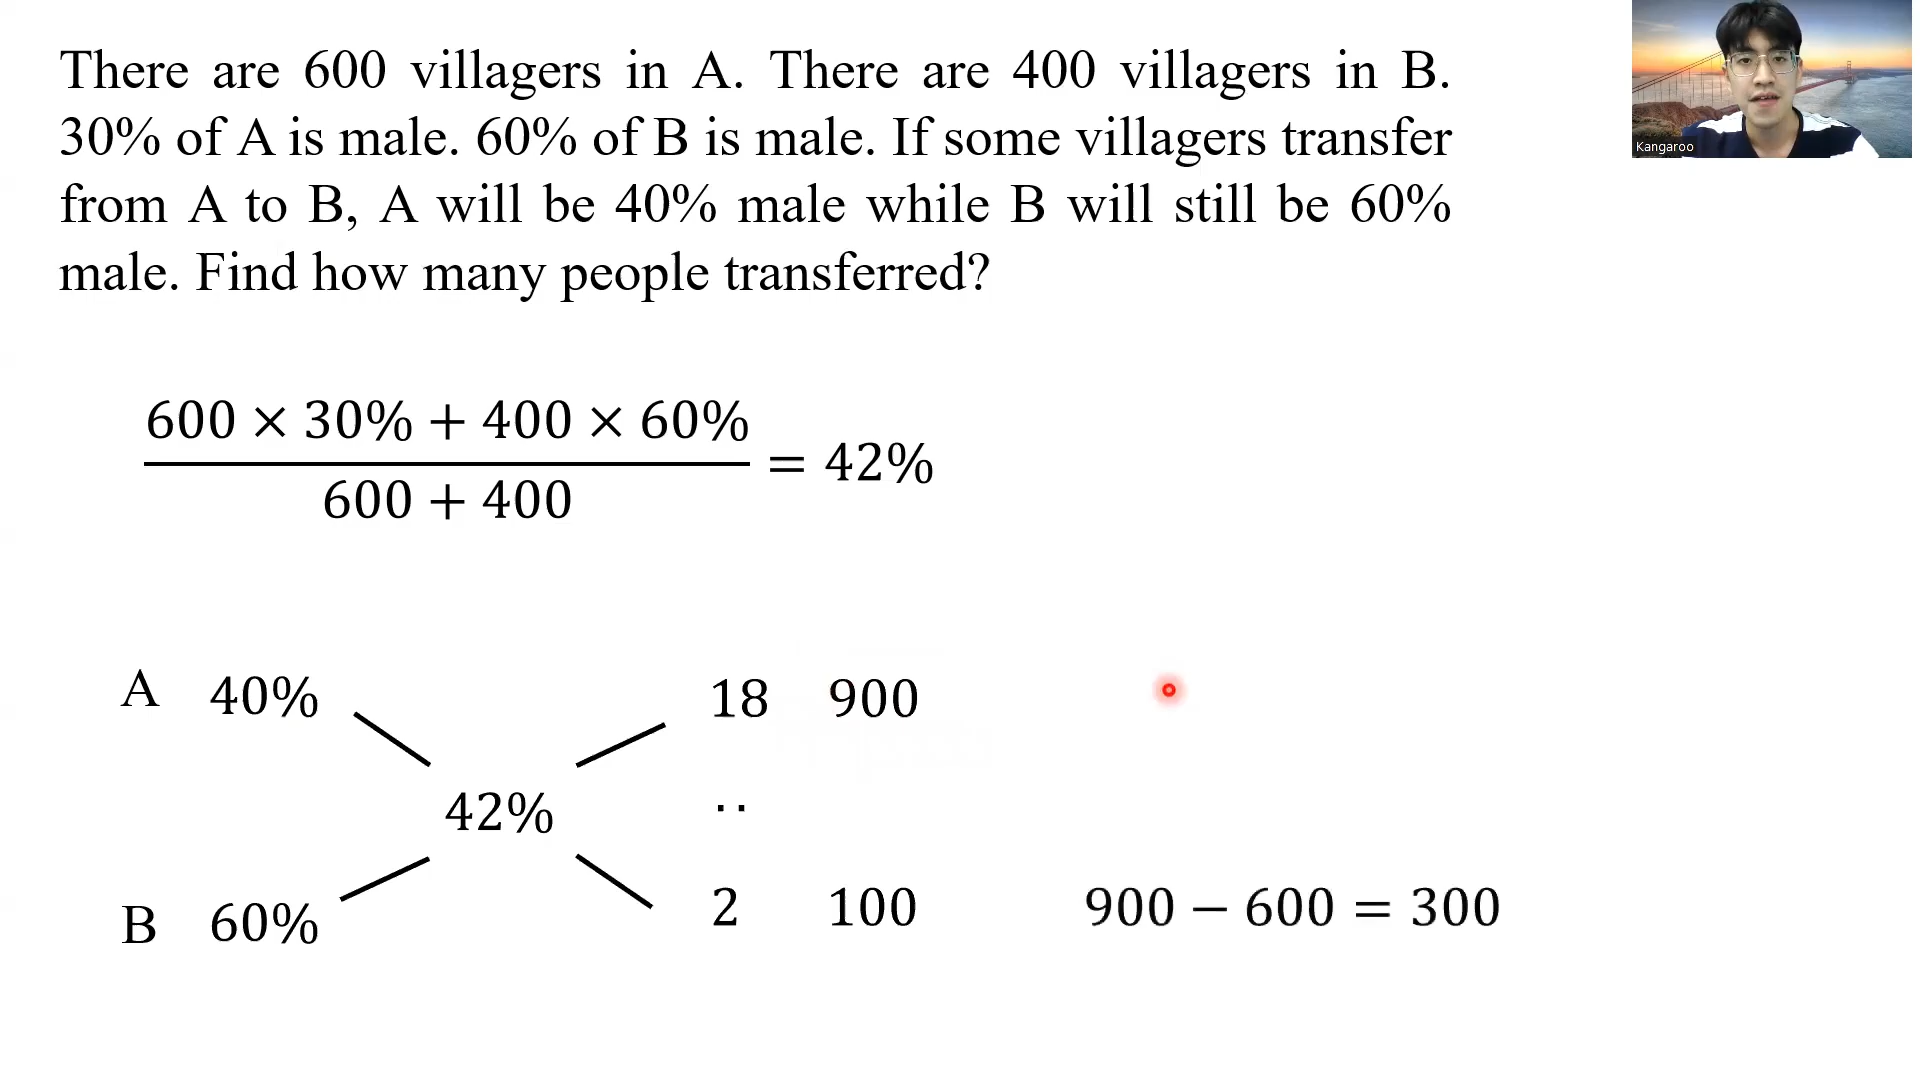 There are 600 villagers in A. There are 400 villagers in B.
30% of A is male. 60% of B is male. If some villagers transfer
from A to B, A will be 40% male while B will still be 60%
male. Find how many people transferred?
Kangaroo
600 × 30% + 400 × 60%
600 + 400
= 42%
A 40% 18 900
42% ··
B 60% 2 100 900 − 600 = 300